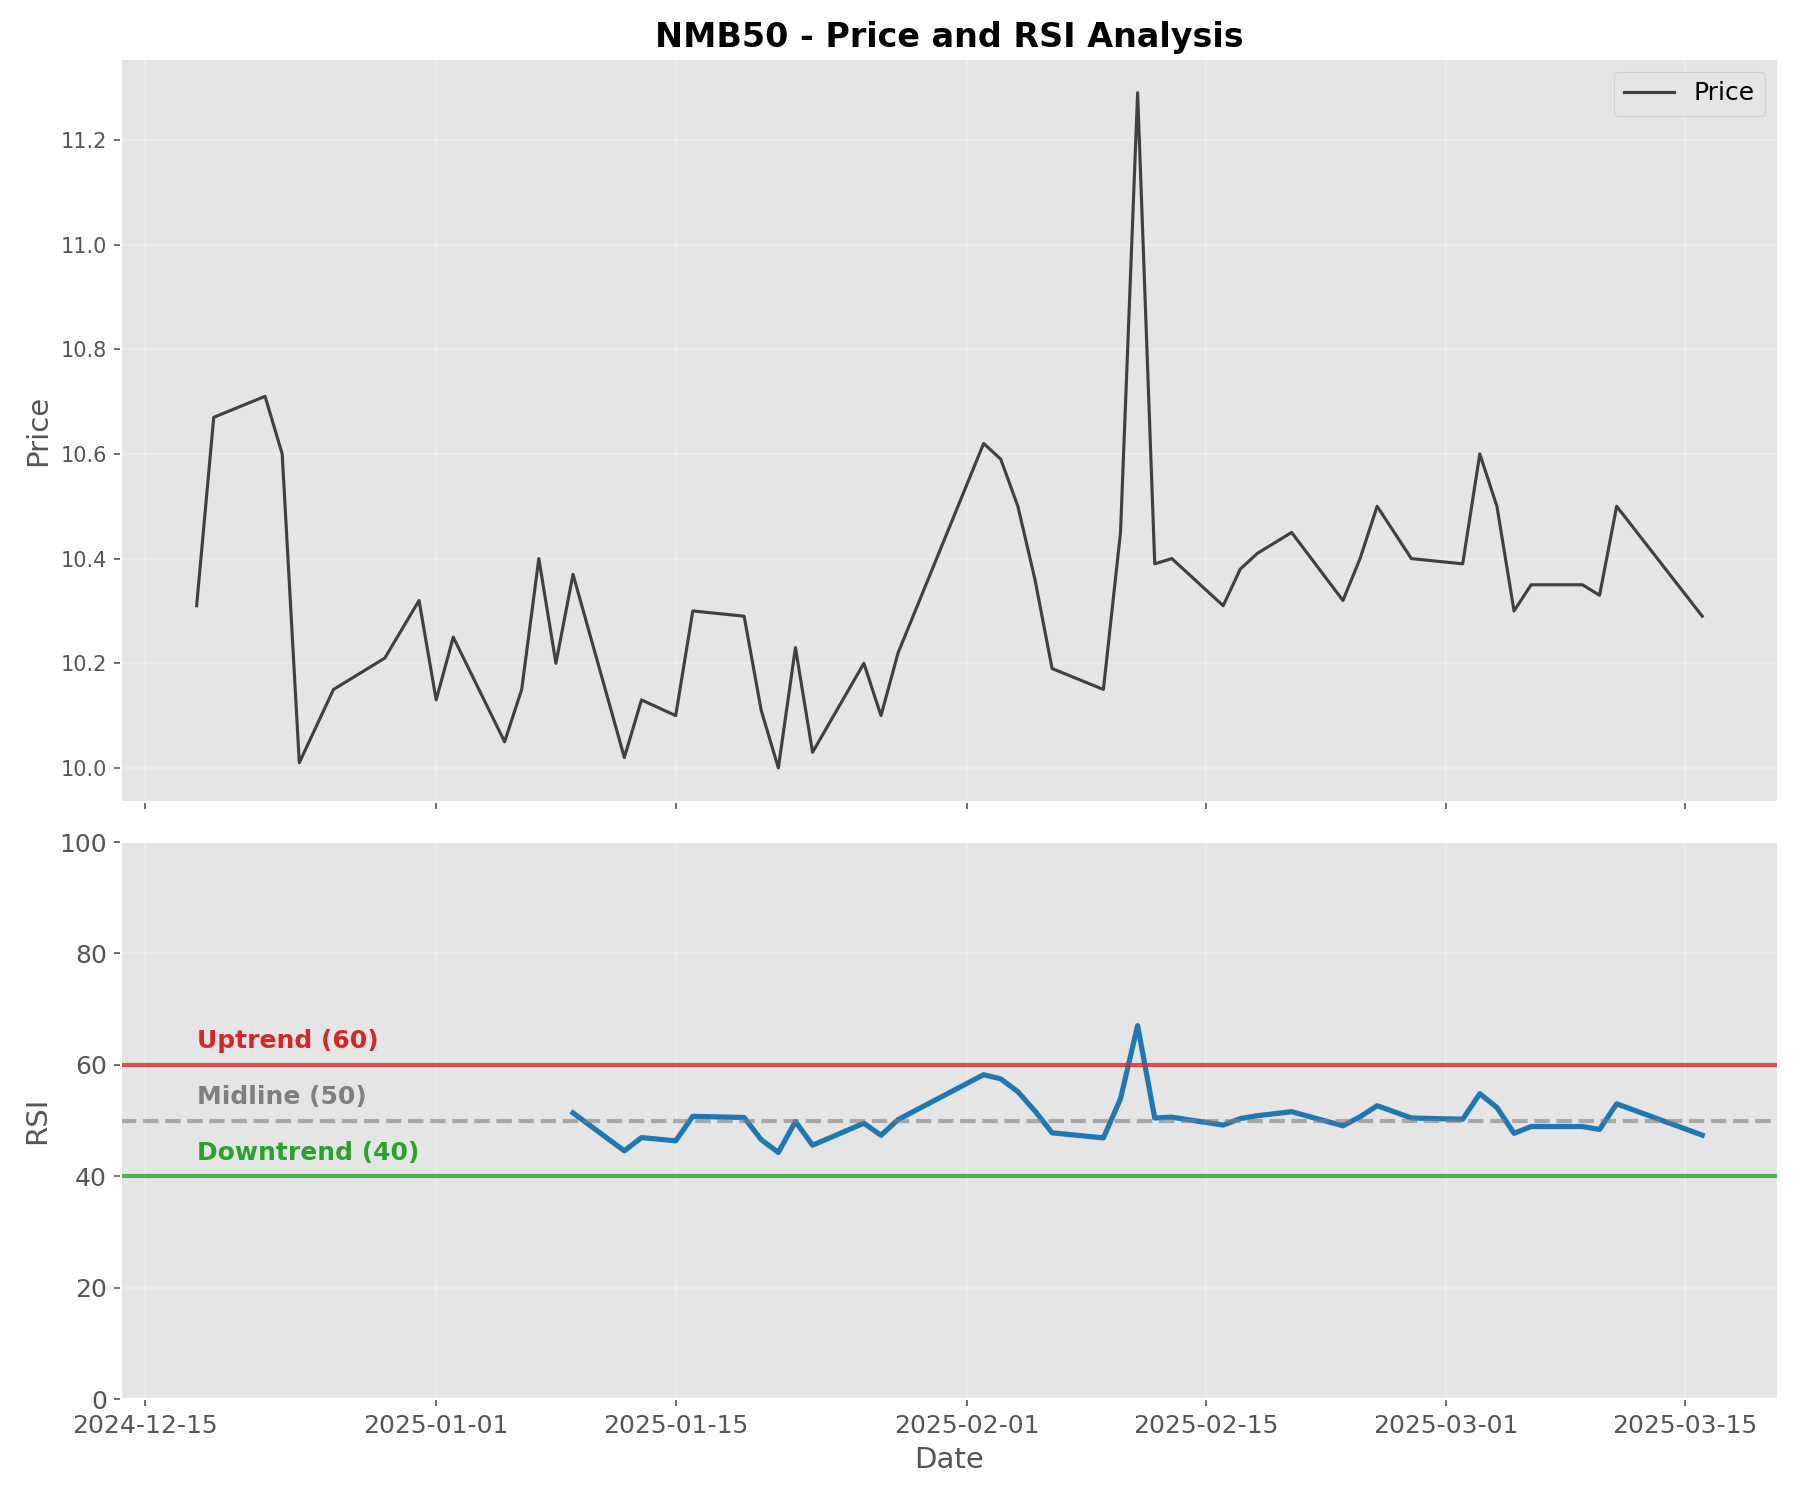 NMB50 - Price and RSI Analysis
Price
11.2
11.0
10.8
10.6
10.4
10.2
10.0
Price
100
80
60
40
20
0
RSI
Uptrend (60)
Midline (50)
Downtrend (40)
2024-12-15
2025-01-01
2025-01-15
2025-02-01
2025-02-15
2025-03-01
2025-03-15
Date